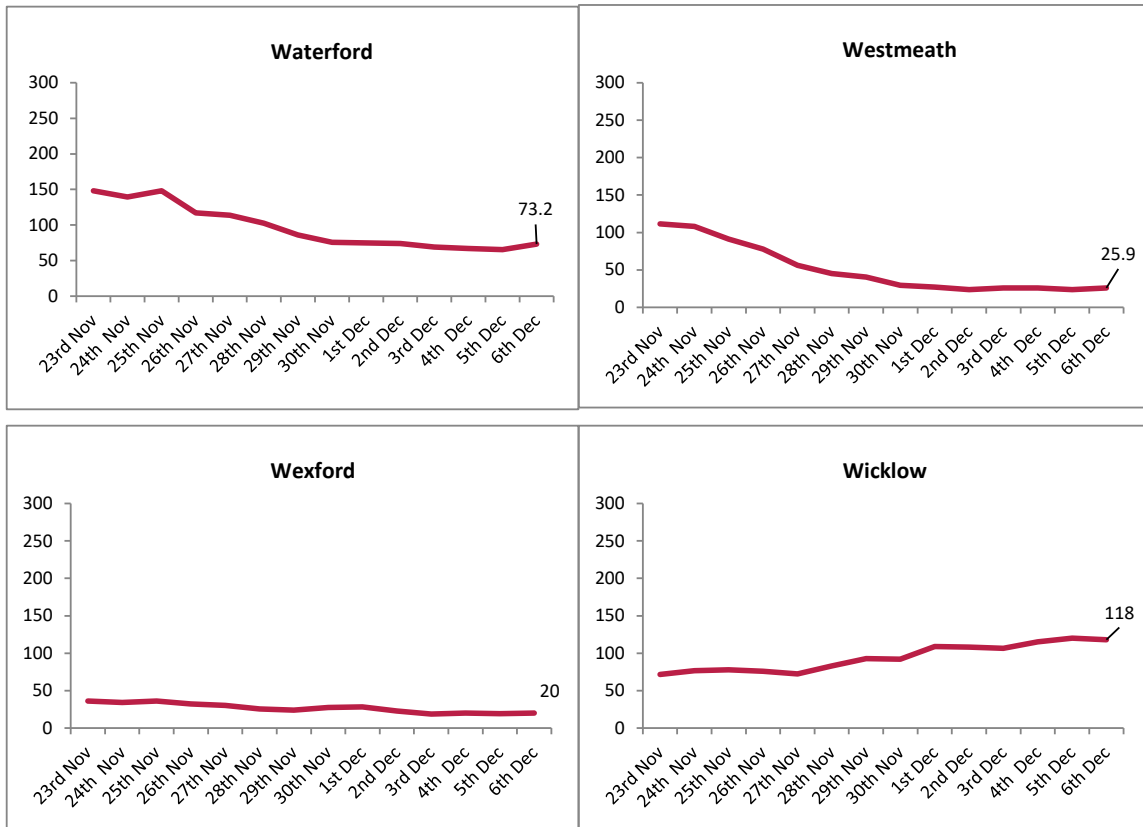 Waterford
300
250
200
150
100
50
0
73.2
23rd Nov
24th Nov
25th Nov
26th Nov
27th Nov
28th Nov
29th Nov
30th Nov
1st Dec
2nd Dec
3rd Dec
4th Dec
5th Dec
6th Dec
Westmeath
300
250
200
150
100
50
0
25.9
23rd Nov
24th Nov
25th Nov
26th Nov
27th Nov
28th Nov
29th Nov
30th Nov
1st Dec
2nd Dec
3rd Dec
4th Dec
5th Dec
6th Dec
Wexford
300
250
200
150
100
50
0
20
23rd Nov
24th Nov
25th Nov
26th Nov
27th Nov
28th Nov
29th Nov
30th Nov
1st Dec
2nd Dec
3rd Dec
4th Dec
5th Dec
6th Dec
Wicklow
300
250
200
150
100
50
0
118
23rd Nov
24th Nov
25th Nov
26th Nov
27th Nov
28th Nov
29th Nov
30th Nov
1st Dec
2nd Dec
3rd Dec
4th Dec
5th Dec
6th Dec